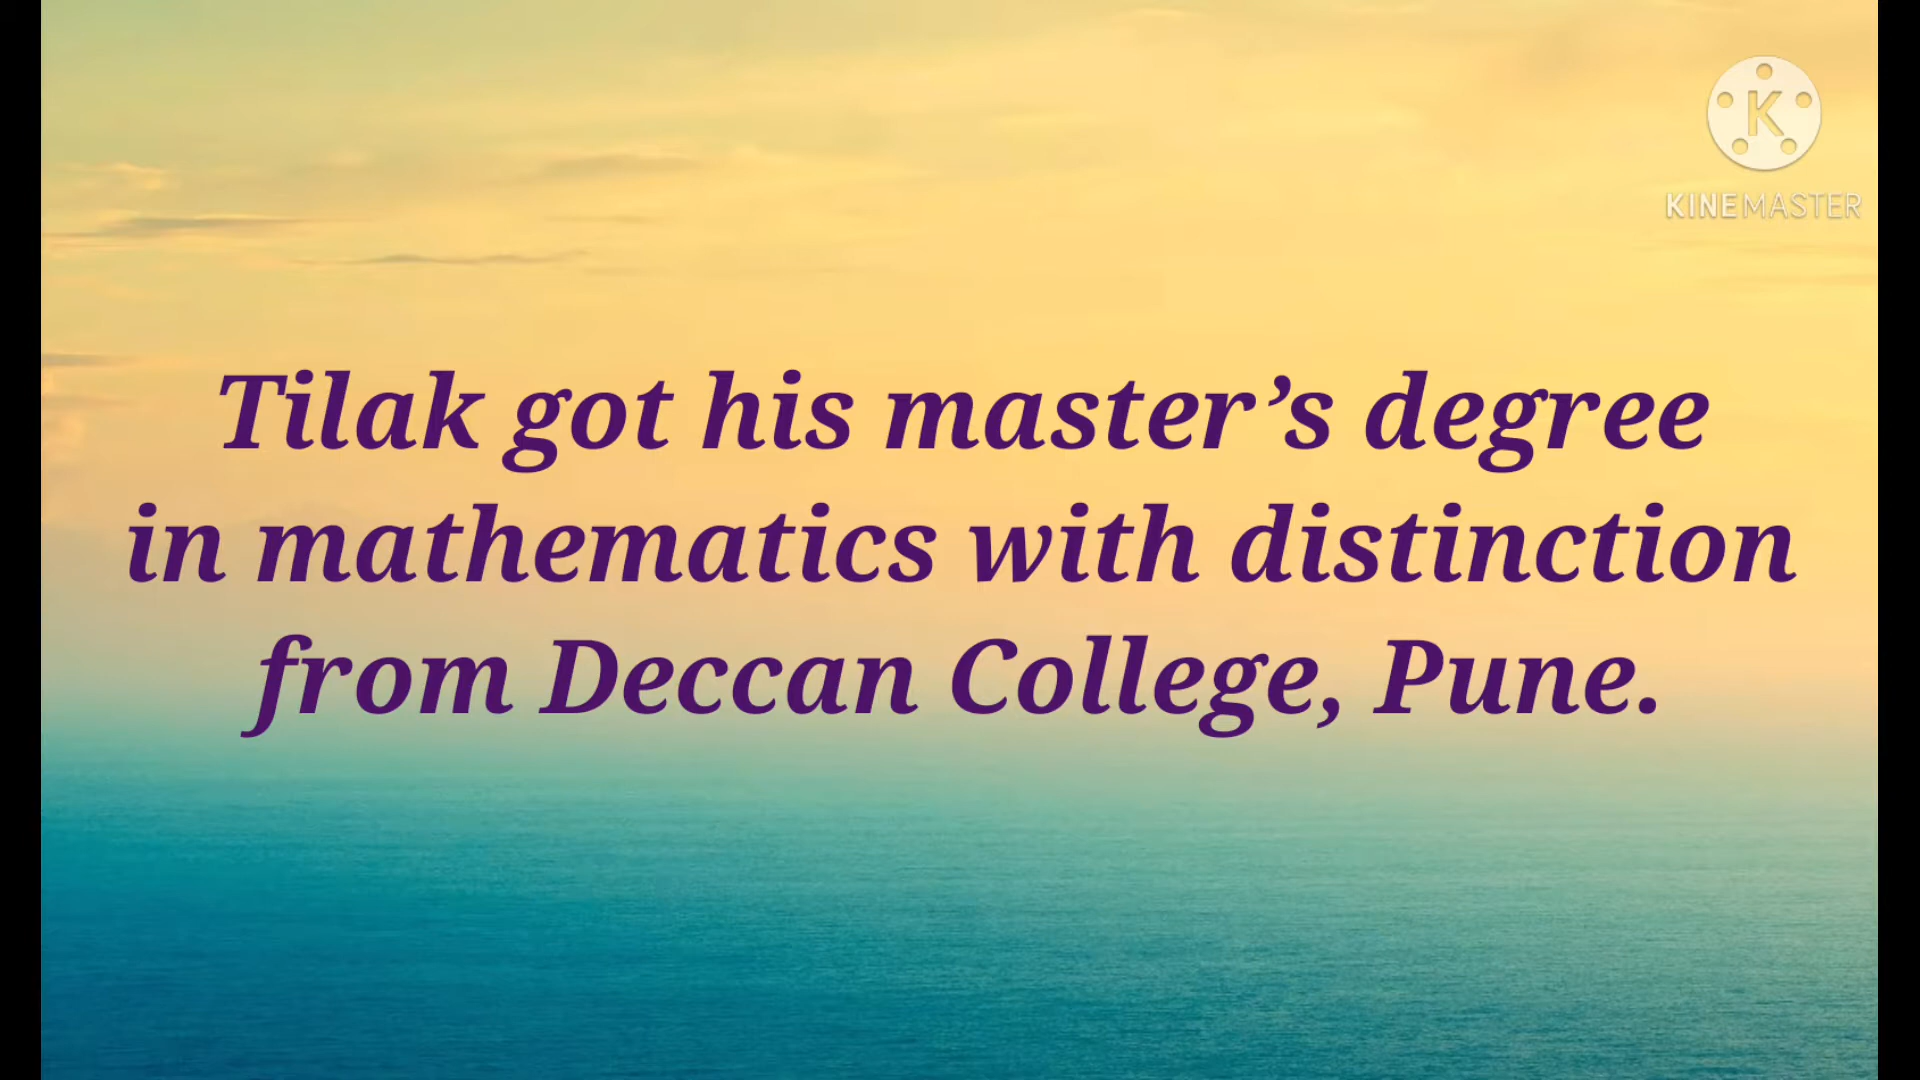 K
KINEMASTER
Tilak got his master’s degree
in mathematics with distinction
from Deccan College, Pune.